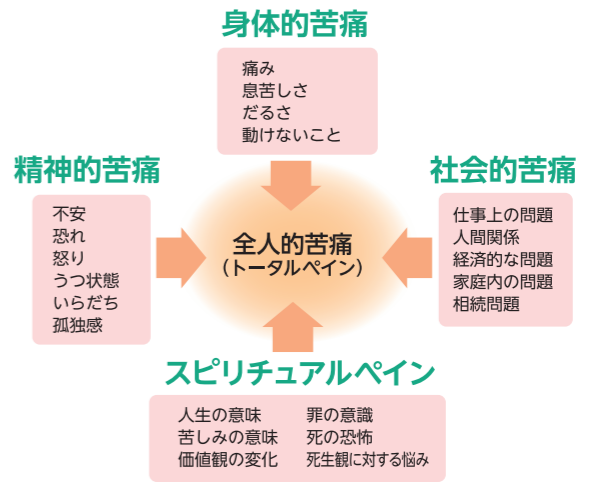 身体的苦痛
痛み
息苦しさ
だるさ
動けないこと
精神的苦痛
不安
恐れ
怒り
うつ状態
いらだち
孤独感
全人的苦痛
（トータルペイン）
社会的苦痛
仕事上の問題
人間関係
経済的な問題
家庭内の問題
相続問題
スピリチュアルペイン
人生の意味
苦しみの意味
価値観の変化
罪の意識
死の恐怖
死生観に対する悩み